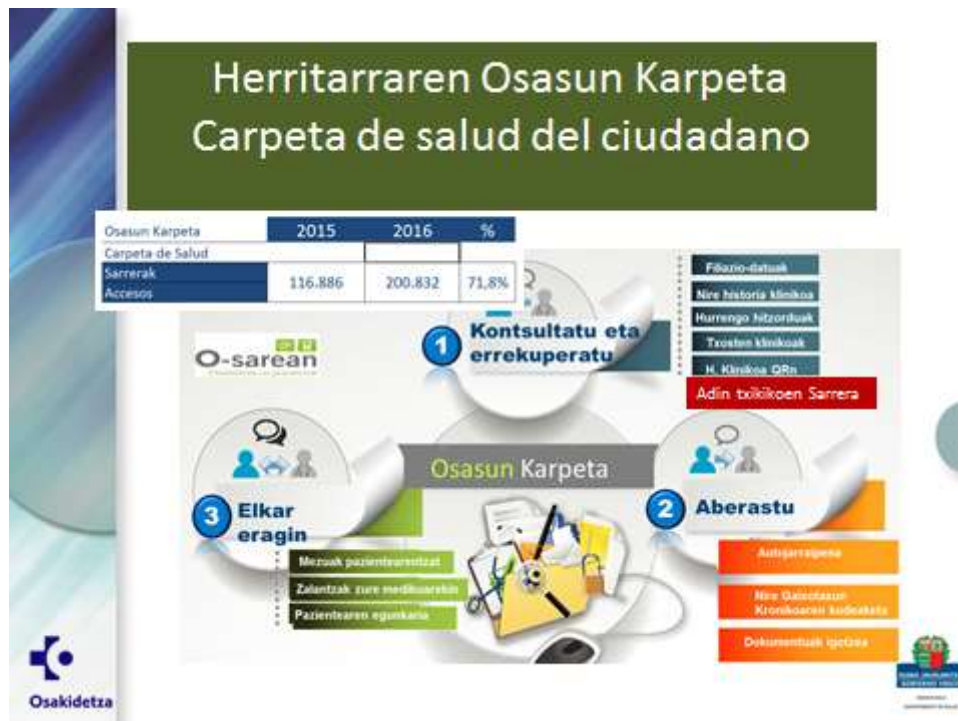 Herritarraren Osasun Karpeta
Carpeta de salud del ciudadano
Osasun Karpeta 2015 2016 %
Carpeta de Salud
Sarrerak
Accesos
116.886 200.832 71,8%
O-sarean
1 Kontsultatu eta
errekuperatu
Filiazio-datuak
Nire historia klinikoa
Hurrengo hitzorduak
Txosten klinikoak
H. Klinikoa QRn
Adin txikikoen Sarrera
Osasun Karpeta
3 Elkar
eragin
Mezuak pazientearentzat
Zalantzak zure medikuarekin
Pazientearen egunkaria
2 Aberastu
Autojarraipena
Nire Gaixotasun
Kronikoaren kudeaketa
Dokumentuak igotzea
Osakidetza